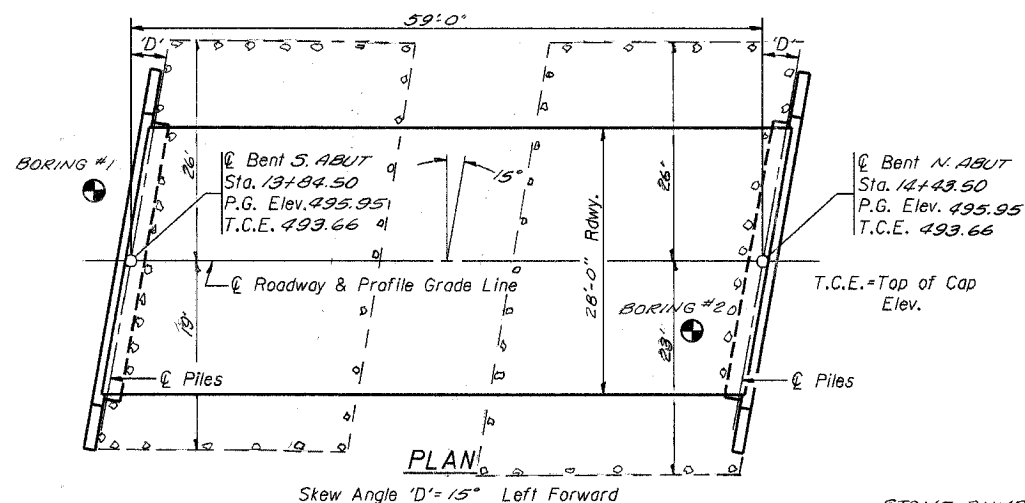 59'-0"
'D'
'D'
BORING #1
26'
℄ Bent S. ABUT
Sta. 13+84.50
P.G. Elev. 495.95
T.C.E. 493.66
15°
26'
℄ Bent N. ABUT
Sta. 14+43.50
P.G. Elev. 495.95
T.C.E. 493.66
℄ Roadway & Profile Grade Line
28'-0" Rdwy.
T.C.E.=Top of Cap
Elev.
19'
BORING #2
23'
℄ Piles
℄ Piles
PLAN
Skew Angle 'D'= 15° Left Forward